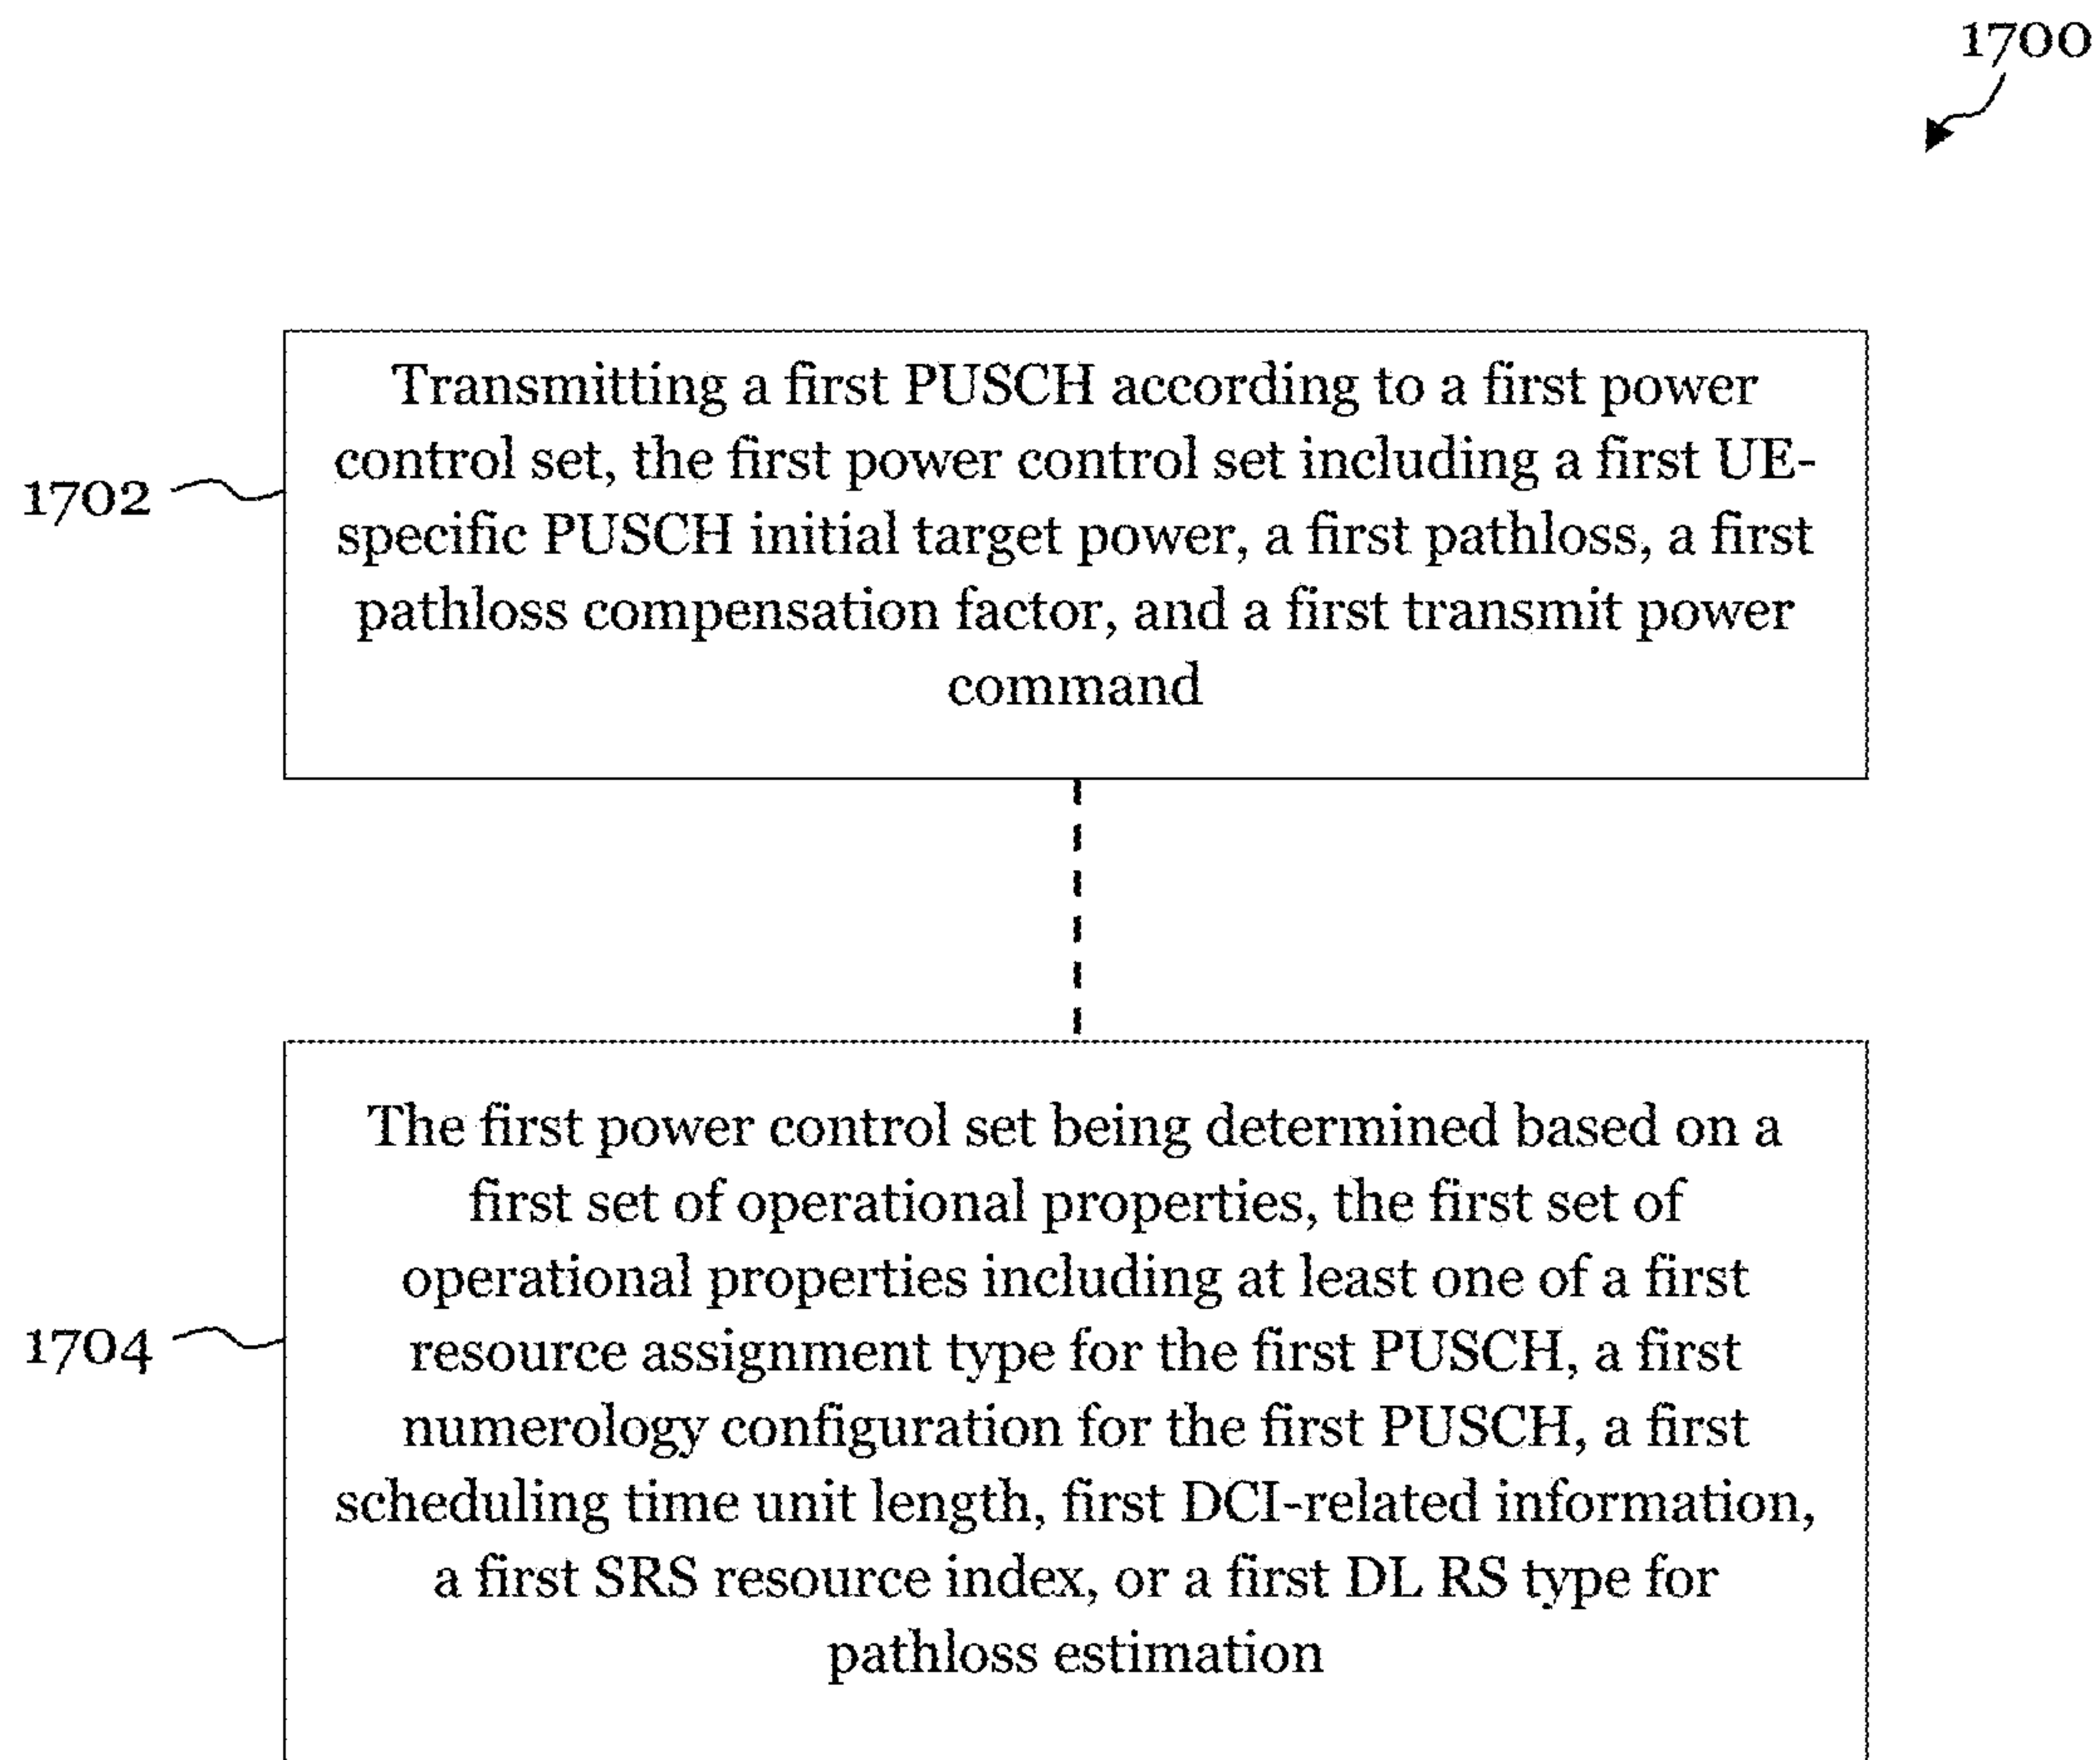 1700
Transmitting a first PUSCH according to a first power
control set, the first power control set including a first UE-
specific PUSCH initial target power, a first pathloss, a first
pathloss compensation factor, and a first transmit power
command
1702
The first power control set being determined based on a
first set of operational properties, the first set of
operational properties including at least one of a first
resource assignment type for the first PUSCH, a first
numerology configuration for the first PUSCH, a first
scheduling time unit length, first DCI-related information,
a first SRS resource index, or a first DL RS type for
pathloss estimation
1704